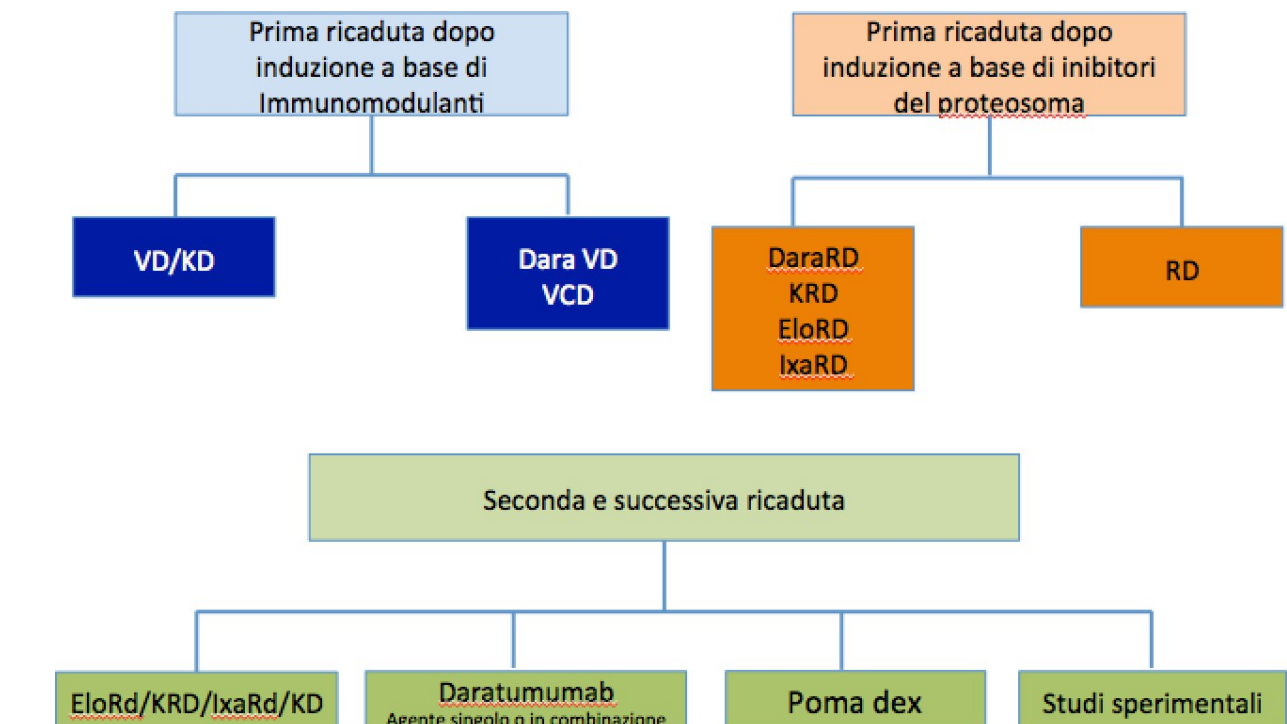 Prima ricaduta dopo
induzione a base di
Immunomodulanti
Prima ricaduta dopo
induzione a base di inibitori
del proteosoma
VD/KD
Dara VD
VCD
DaraRD
KRD
EloRD
IxaRD
RD
Seconda e successiva ricaduta
EloRd/KRD/IxaRd/KD
Daratumumab
Agente singolo o in combinazione
Poma dex
Studi sperimentali